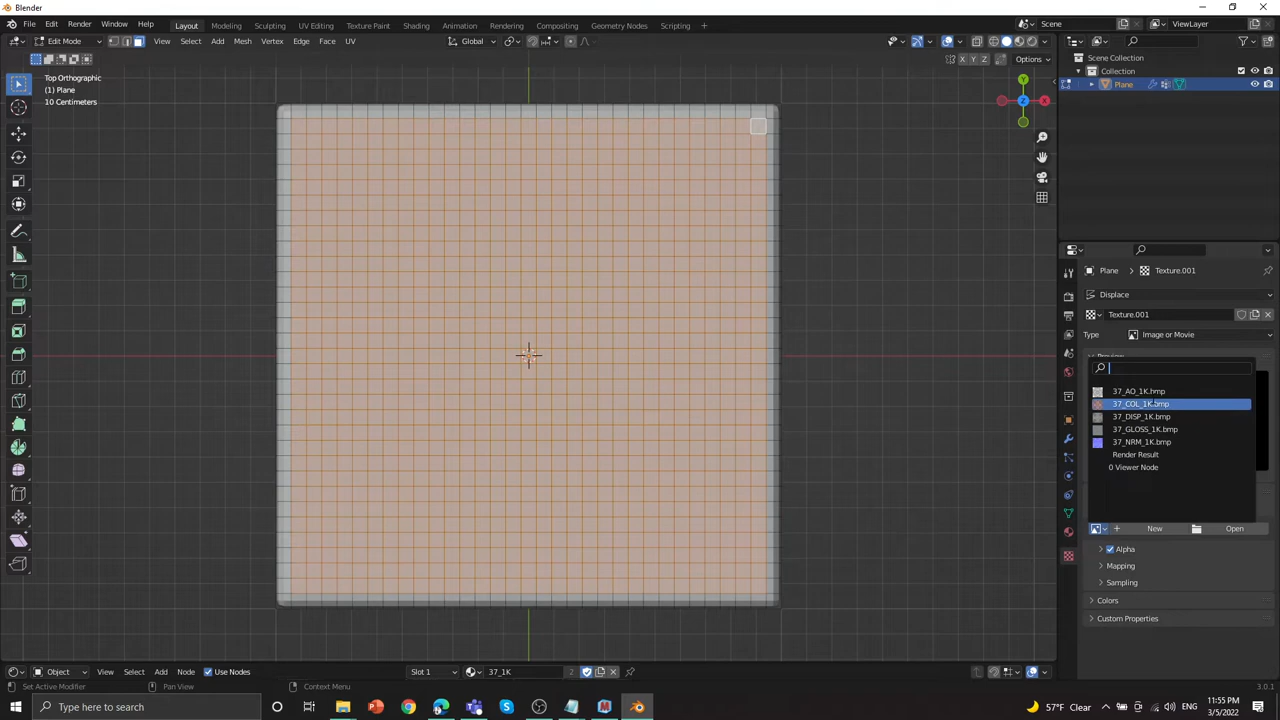 Blender
File Edit Render Window Help Layout Modeling Sculpting UV Editing Texture Paint Shading Animation Rendering Compositing Geometry Nodes Scripting + Scene ViewLayer
Edit Mode View Select Add Mesh Vertex Edge Face UV Global
X Y Z Options
Top Orthographic
(1) Plane
10 Centimeters
Scene Collection
Collection
Plane
Y
X
Z
Plane Texture.001
Displace
Texture.001
Type Image or Movie
Preview
37_AO_1K.bmp
37_COL_1K.bmp
37_DISP_1K.bmp
37_GLOSS_1K.bmp
37_NRM_1K.bmp
Render Result
0 Viewer Node
+ New Open
Alpha
Mapping
Sampling
Colors
Custom Properties
Object View Select Add Node Use Nodes Slot 1 37_1K 2
Set Active Modifier Pan View Context Menu 3.0.1
Type here to search
57°F Clear
11:55 PM
3/5/2022